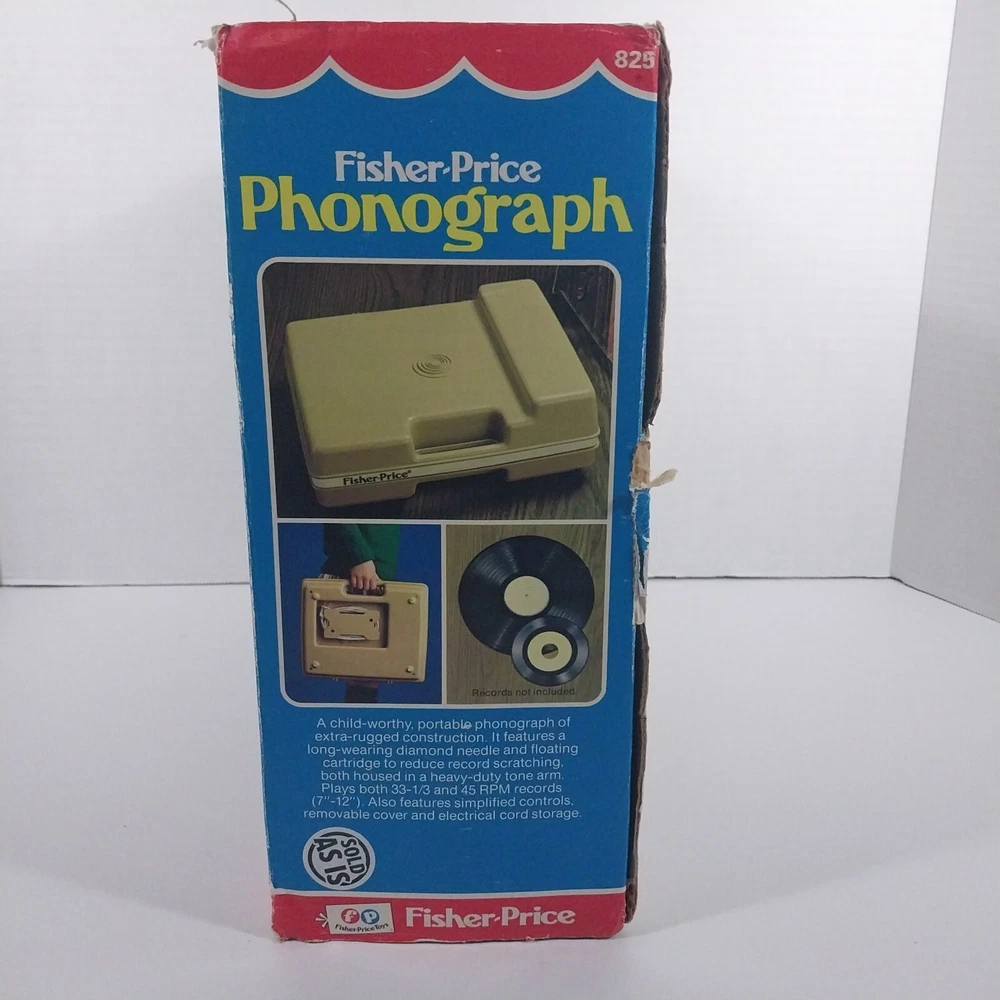 825
Fisher-Price
Phonograph
Fisher-Price®
Records not included.
A child-worthy, portable phonograph of
extra-rugged construction. It features a
long-wearing diamond needle and floating
cartridge to reduce record scratching,
both housed in a heavy-duty tone arm.
Plays both 33-1/3 and 45 RPM records
(7"-12"). Also features simplified controls,
removable cover and electrical cord storage.
SOLD
AS IS
fp
Fisher-Price Toys
Fisher-Price